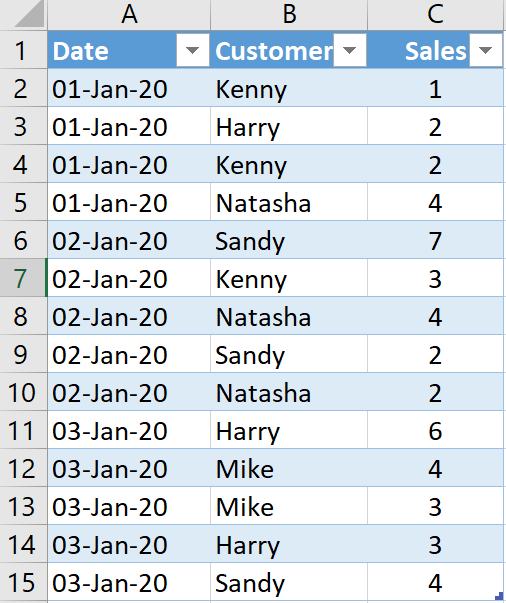 A B C
1 Date Customer Sales
2 01-Jan-20 Kenny 1
3 01-Jan-20 Harry 2
4 01-Jan-20 Kenny 2
5 01-Jan-20 Natasha 4
6 02-Jan-20 Sandy 7
7 02-Jan-20 Kenny 3
8 02-Jan-20 Natasha 4
9 02-Jan-20 Sandy 2
10 02-Jan-20 Natasha 2
11 03-Jan-20 Harry 6
12 03-Jan-20 Mike 4
13 03-Jan-20 Mike 3
14 03-Jan-20 Harry 3
15 03-Jan-20 Sandy 4